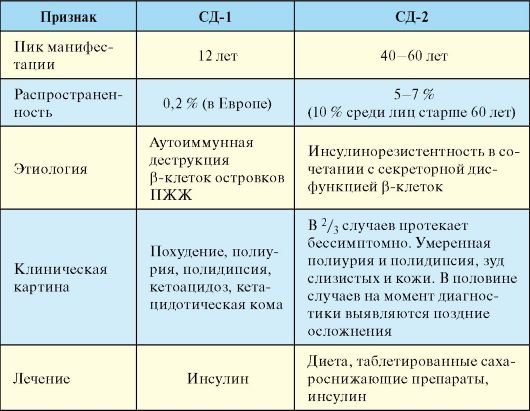 Признак СД-1 СД-2
Пик манифес-
тации
12 лет
40—60 лет
Распространен-
ность
0,2 % (в Европе)
5—7 %
(10 % среди лиц старше 60 лет)
Этиология
Аутоиммунная
деструкция
β-клеток островков
ПЖЖ
Инсулинорезистентность в со-
четании с секреторной дис-
функцией β-клеток
Клиническая
картина
Похудение, полиу-
рия, полидипсия,
кетоацидоз, кета-
цидотическая кома
В 2/3 случаев протекает
бессимптомно. Умеренная
полиурия и полидипсия, зуд
слизистых и кожи. В половине
случаев на момент диагнос-
тики выявляются поздние
осложнения
Лечение
Инсулин
Диета, таблетированные саха-
роснижающие препараты,
инсулин